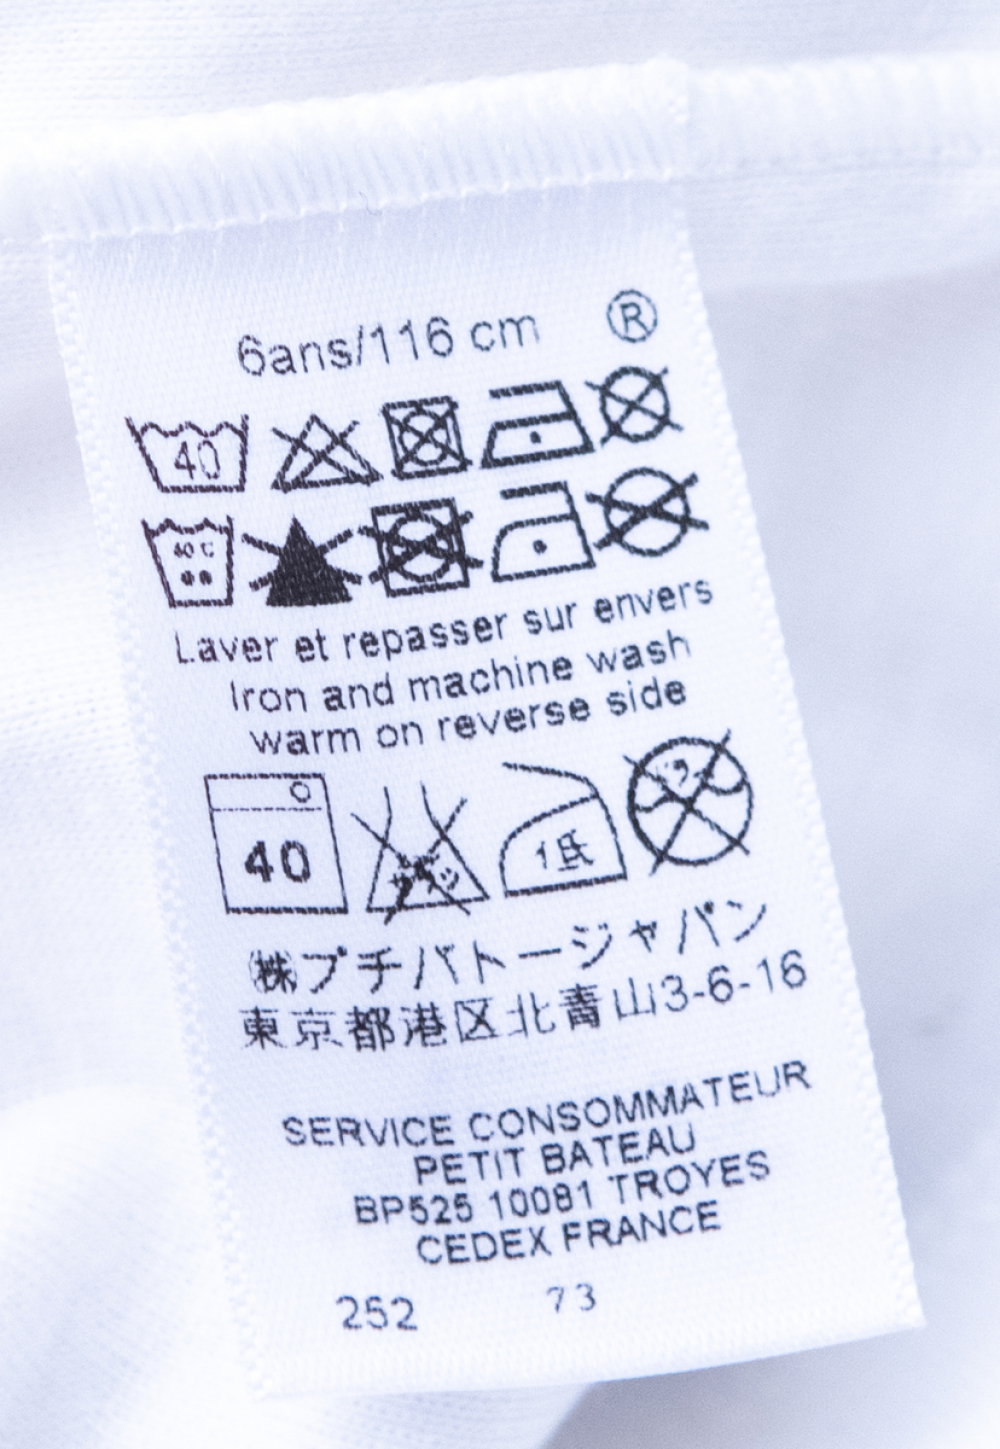 6ans/116 cm ®
40
40 C
Laver et repasser sur envers
Iron and machine wash
warm on reverse side
40
㈱プチバトージャパン
東京都港区北青山3-6-16
SERVICE CONSOMMATEUR
PETIT BATEAU
BP525 10081 TROYES
CEDEX FRANCE
252 73